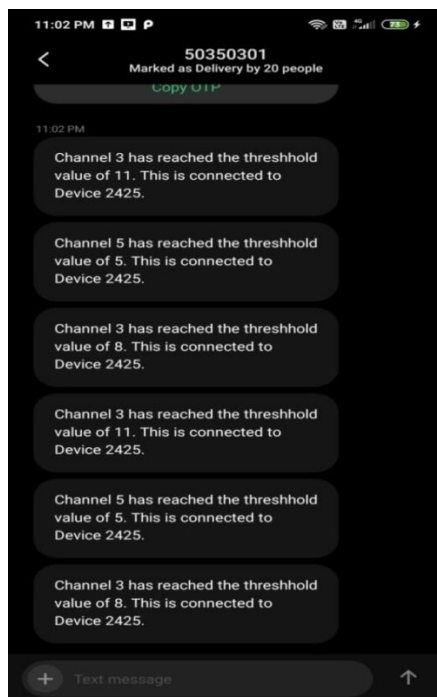 11:02 PM
73
50350301
Marked as Delivery by 20 people
Copy OTP
11:02 PM
Channel 3 has reached the threshhold
value of 11. This is connected to
Device 2425.
Channel 5 has reached the threshhold
value of 5. This is connected to
Device 2425.
Channel 3 has reached the threshhold
value of 8. This is connected to
Device 2425.
Channel 3 has reached the threshhold
value of 11. This is connected to
Device 2425.
Channel 5 has reached the threshhold
value of 5. This is connected to
Device 2425.
Channel 3 has reached the threshhold
value of 8. This is connected to
Device 2425.
Text message